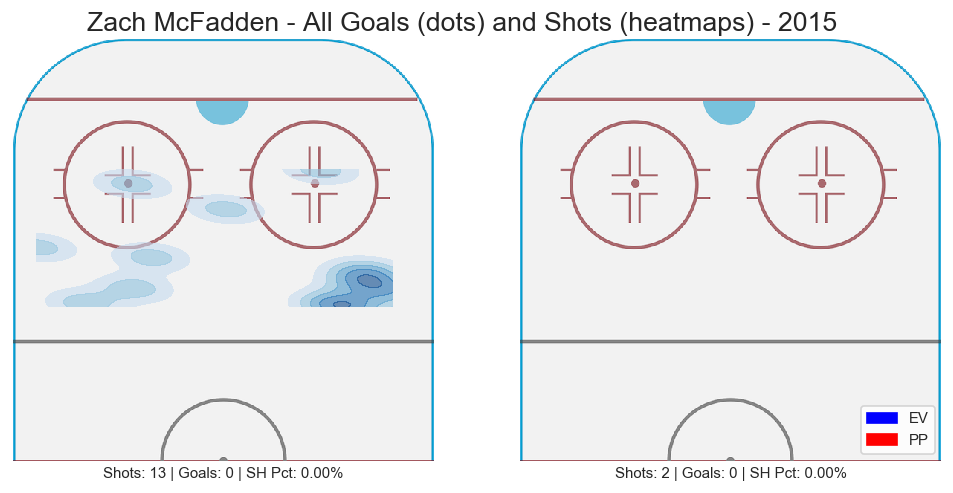 Zach McFadden - All Goals (dots) and Shots (heatmaps) - 2015
EV
PP
Shots: 13 | Goals: 0 | SH Pct: 0.00%
Shots: 2 | Goals: 0 | SH Pct: 0.00%